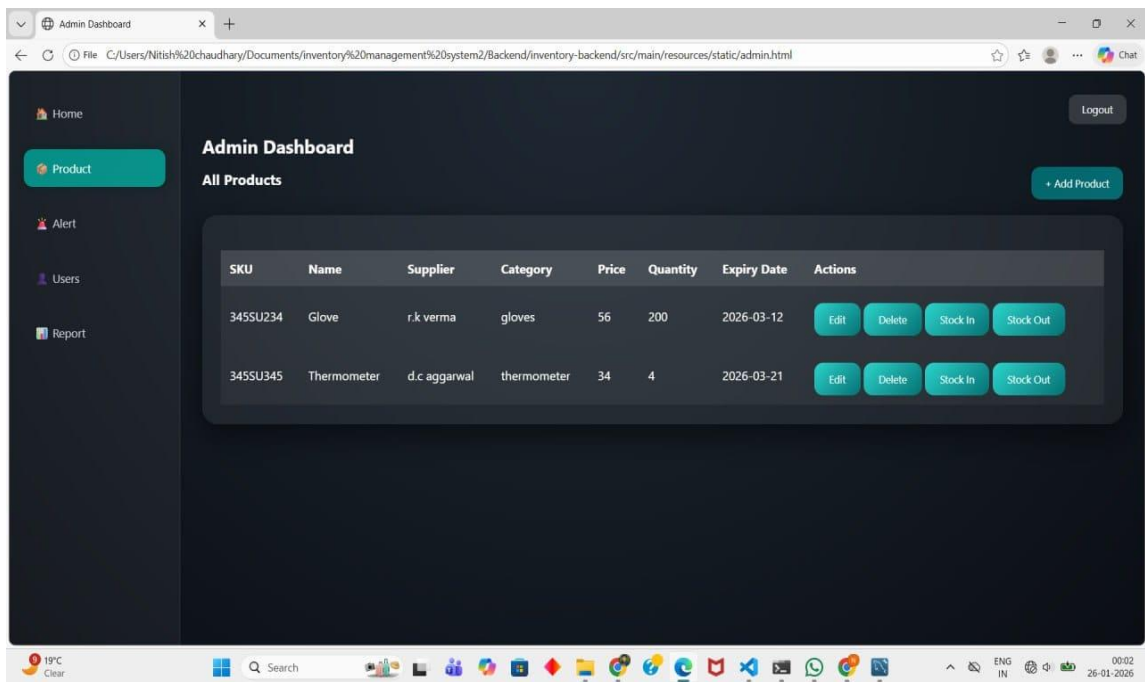 Admin Dashboard
File C:/Users/Nitish%20chaudhary/Documents/inventory%20management%20system2/Backend/inventory-backend/src/main/resources/static/admin.html
Chat
Home
Logout
Admin Dashboard
Product
All Products
+ Add Product
Alert
Users
Report
SKU Name Supplier Category Price Quantity Expiry Date Actions
345SU234 Glove r.k verma gloves 56 200 2026-03-12 Edit Delete Stock In Stock Out
345SU345 Thermometer d.c aggarwal thermometer 34 4 2026-03-21 Edit Delete Stock In Stock Out
19°C
Clear
Search
ENG
IN
00:02
26-01-2026